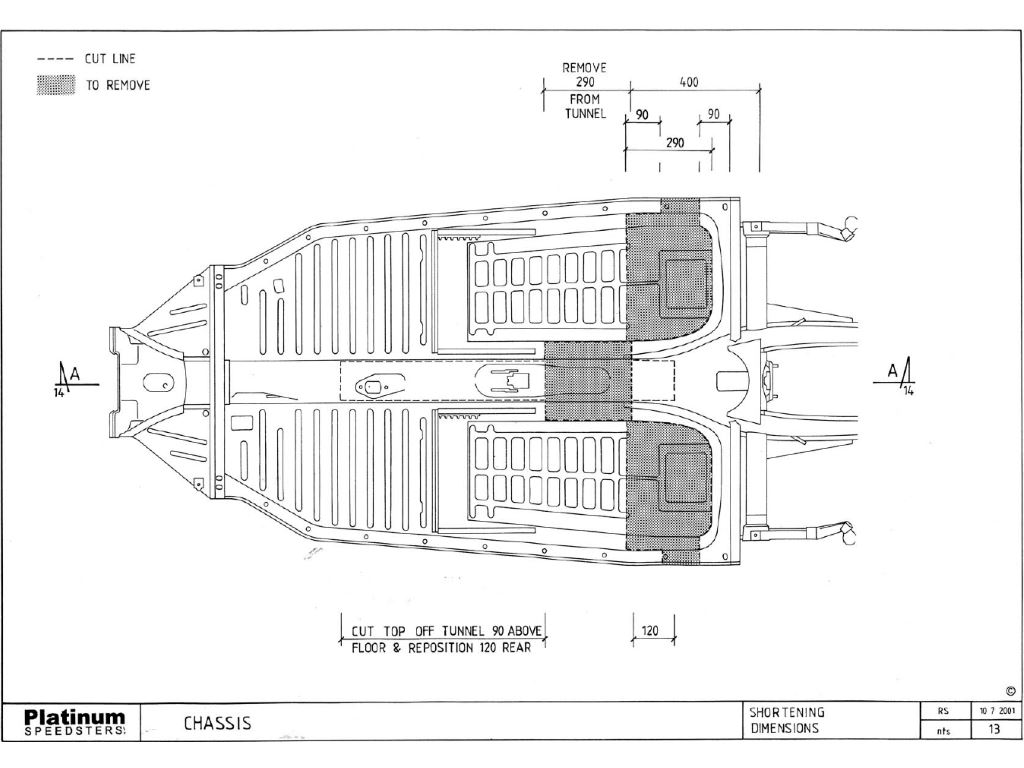 CUT LINE
TO REMOVE
REMOVE
290
400
FROM
TUNNEL
90
90
290
A
14
A
14
CUT TOP OFF TUNNEL 90 ABOVE
FLOOR & REPOSITION 120 REAR
120
©
Platinum
SPEEDSTERS
CHASSIS
SHORTENING
DIMENSIONS
RS
10 7 2001
nts
13